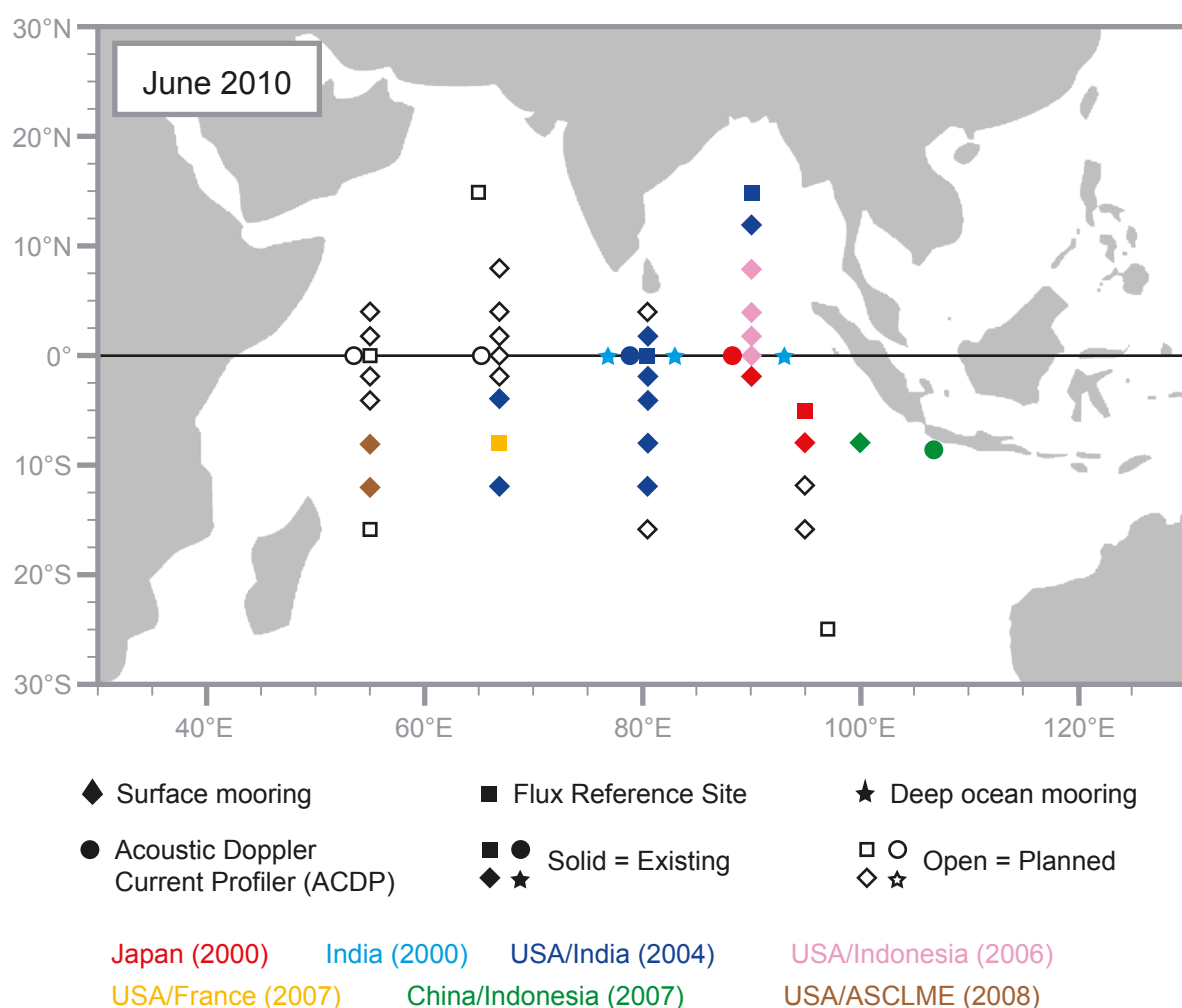 30°N
June 2010
20°N
10°N
0°
10°S
20°S
30°S
40°E 60°E 80°E 100°E 120°E
Surface mooring Flux Reference Site Deep ocean mooring
Acoustic Doppler
Current Profiler (ACDP) Solid = Existing Open = Planned
Japan (2000) India (2000) USA/India (2004) USA/Indonesia (2006)
USA/France (2007) China/Indonesia (2007) USA/ASCLME (2008)